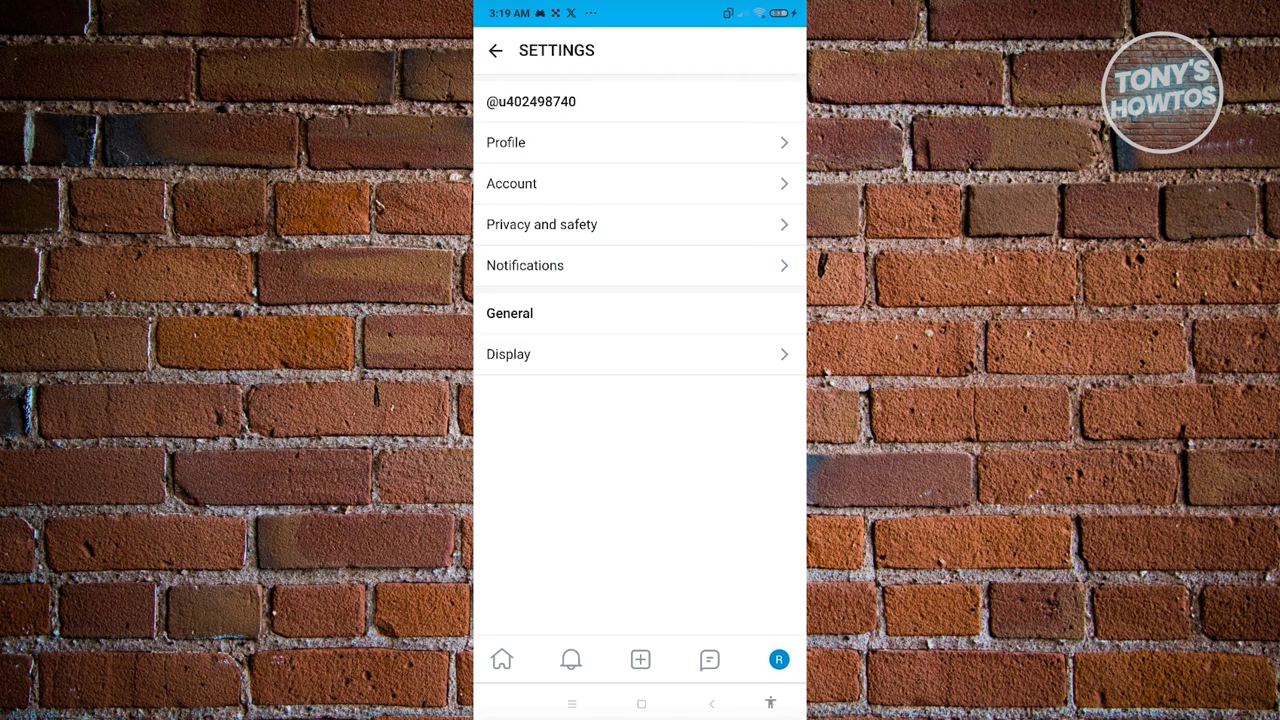 3:19 AM
SETTINGS
@u402498740
Profile
Account
Privacy and safety
Notifications
General
Display
R
TONY'S
HOWTOS